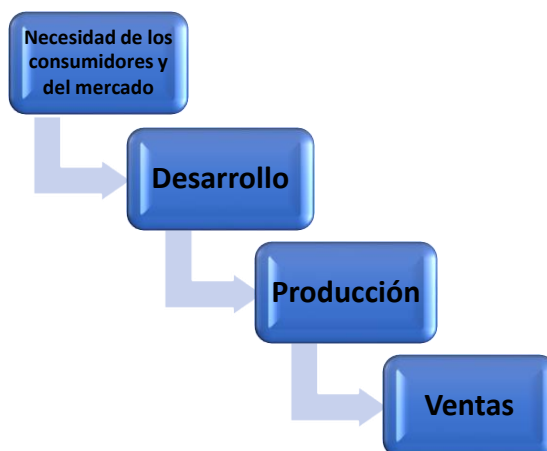 Necesidad de los
consumidores y
del mercado
Desarrollo
Producción
Ventas